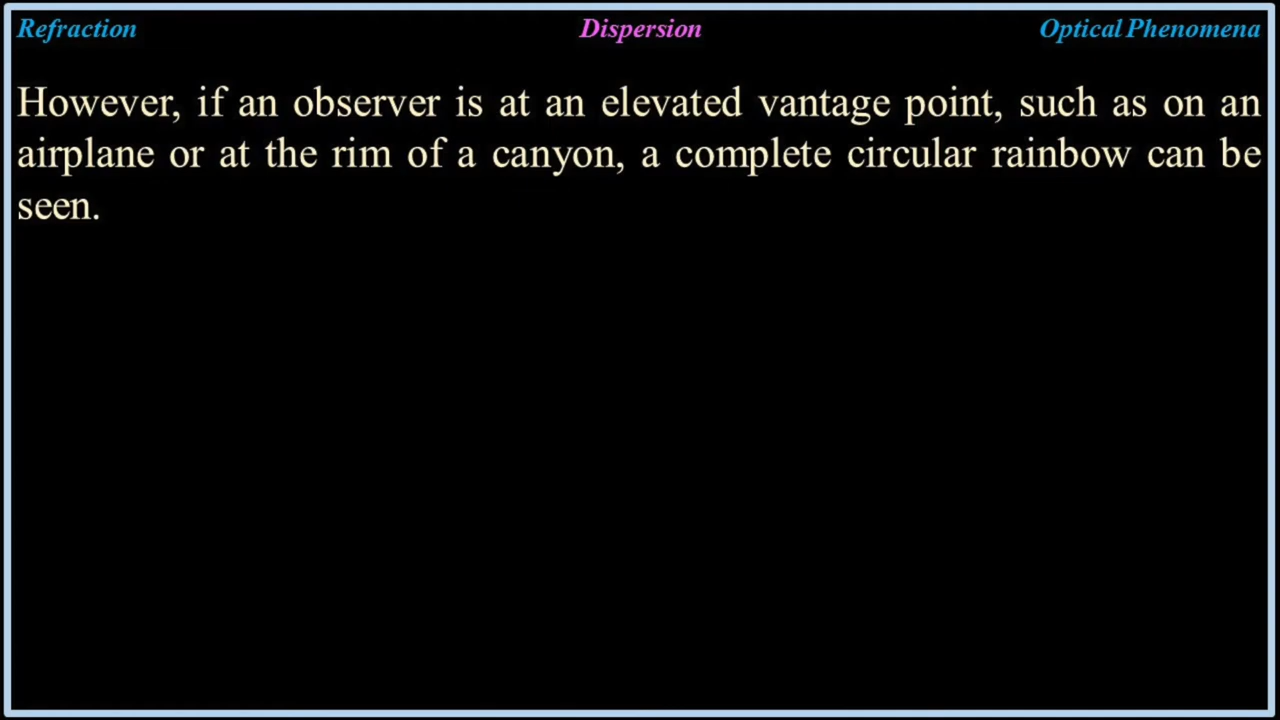 Refraction Dispersion Optical Phenomena
However, if an observer is at an elevated vantage point, such as on an
airplane or at the rim of a canyon, a complete circular rainbow can be
seen.